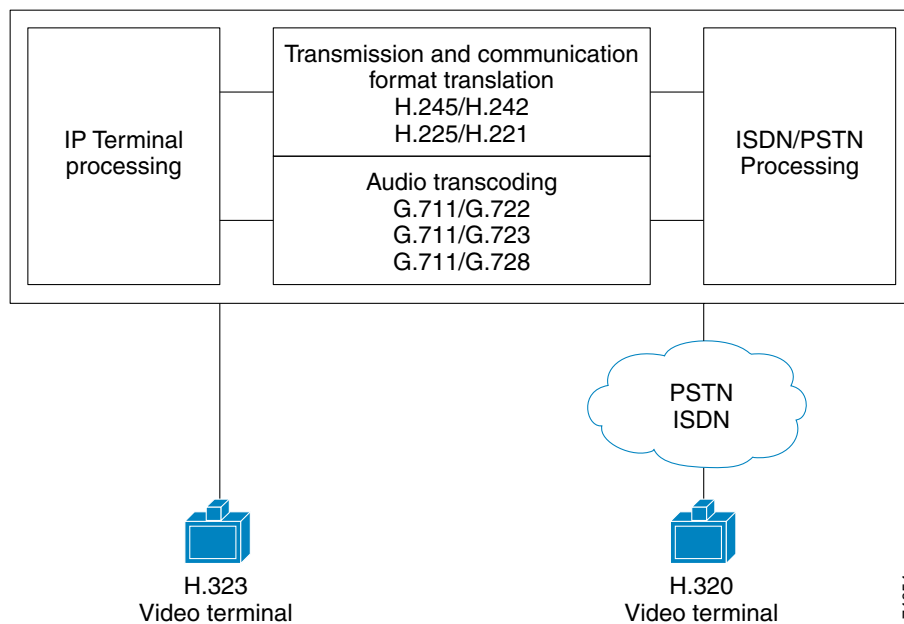 IP Terminal
processing
Transmission and communication
format translation
H.245/H.242
H.225/H.221
Audio transcoding
G.711/G.722
G.711/G.723
G.711/G.728
ISDN/PSTN
Processing
PSTN
ISDN
H.323
Video terminal
H.320
Video terminal